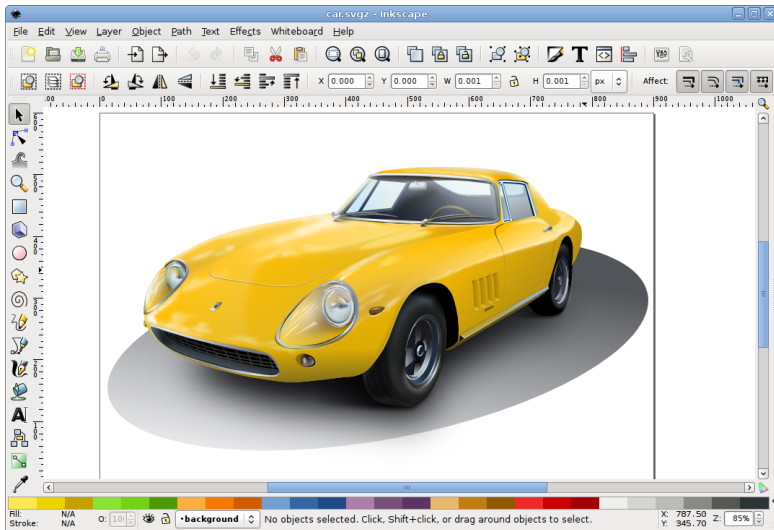 car.svgz - Inkscape
File Edit View Layer Object Path Text Effects Whiteboard Help
X 0.000 Y 0.000 W 0.001 H 0.001 px Affect:
0 100 200 300 400 500 600 700 800 900 1000
Fill: N/A O: •background No objects selected. Click, Shift+click, or drag around objects to select. X: 787.50 Z: 85%
Stroke: N/A Y: 345.70